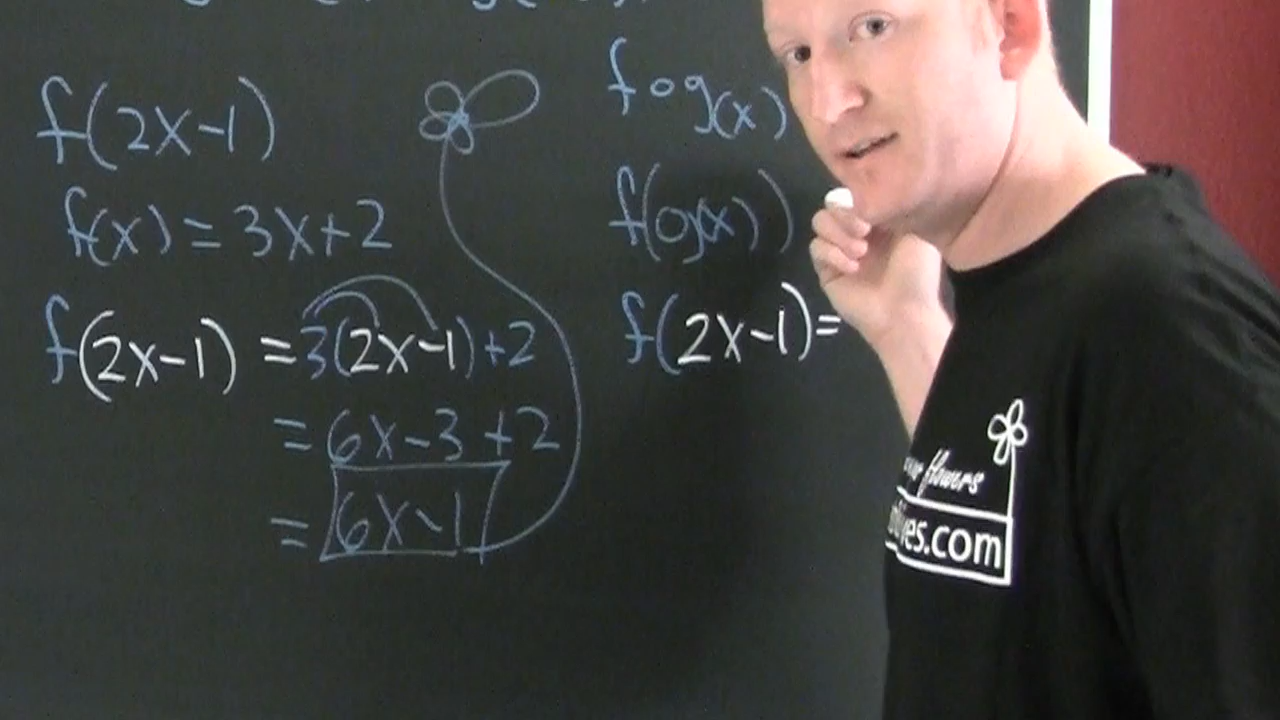 f(2x-1)
f(x) = 3x+2
f(2x-1) = 3(2x-1)+2
= 6x-3+2
= 6x-1
fog(x)
f(g(x))
f(2x-1)=
flowers
.com